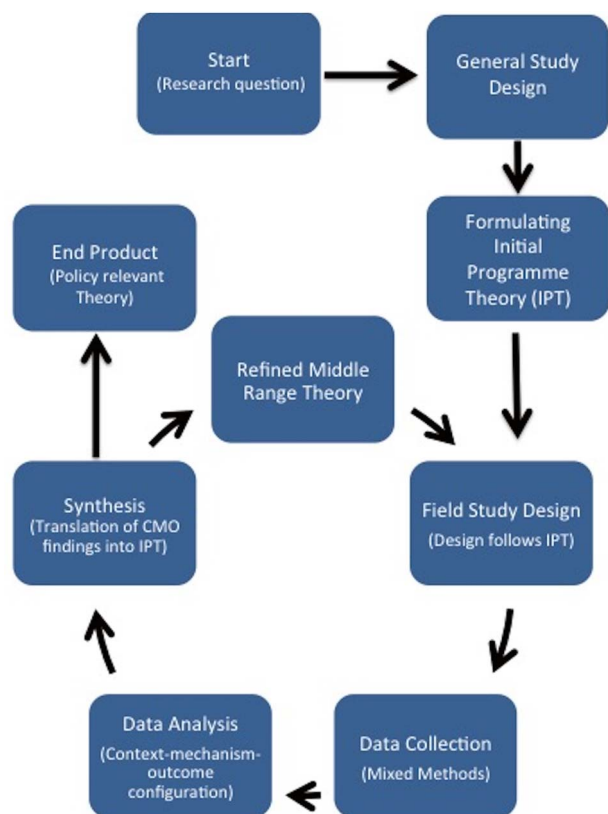 Start
(Research question)
General Study
Design
Formulating
Initial
Programme
Theory (IPT)
End Product
(Policy relevant
Theory)
Refined Middle
Range Theory
Synthesis
(Translation of CMO
findings into IPT)
Field Study Design
(Design follows IPT)
Data Analysis
(Context-mechanism-
outcome
configuration)
Data Collection
(Mixed Methods)